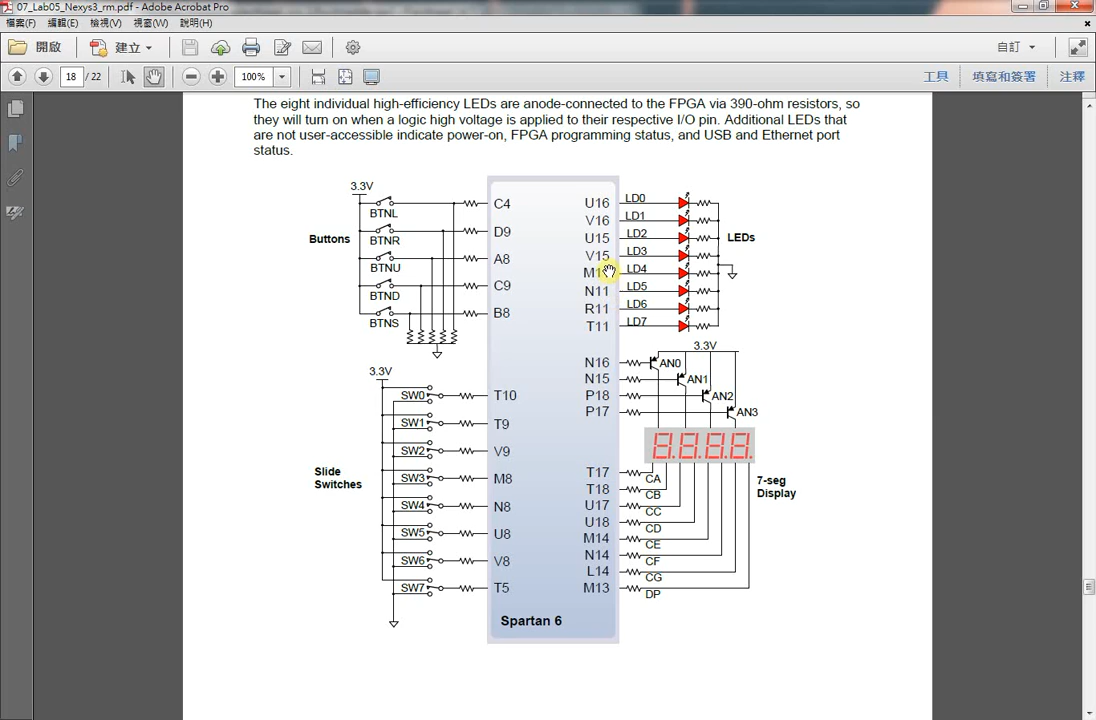 07_Lab05_Nexys3_rm.pdf - Adobe Acrobat Pro
檔案(F) 編輯(E) 檢視(V) 視窗(W) 說明(H)
開啟 建立 自訂
18 / 22 100% 工具 填寫和簽署 注釋
The eight individual high-efficiency LEDs are anode-connected to the FPGA via 390-ohm resistors, so
they will turn on when a logic high voltage is applied to their respective I/O pin. Additional LEDs that
are not user-accessible indicate power-on, FPGA programming status, and USB and Ethernet port
status.
3.3V
Buttons
BTNL
BTNR
BTNU
BTND
BTNS
C4
D9
A8
C9
B8
U16 LD0
V16 LD1
U15 LD2
V15 LD3
LD4
N11 LD5
R11 LD6
T11 LD7
LEDs
3.3V
N16 AN0
N15 AN1
P18 AN2
P17 AN3
3.3V
Slide
Switches
SW0 T10
SW1 T9
SW2 V9
SW3 M8
SW4 N8
SW5 U8
SW6 V8
SW7 T5
8.8.8.8.
T17 CA
T18 CB
U17 CC
U18 CD
M14 CE
N14 CF
L14 CG
M13 DP
7-seg
Display
Spartan 6